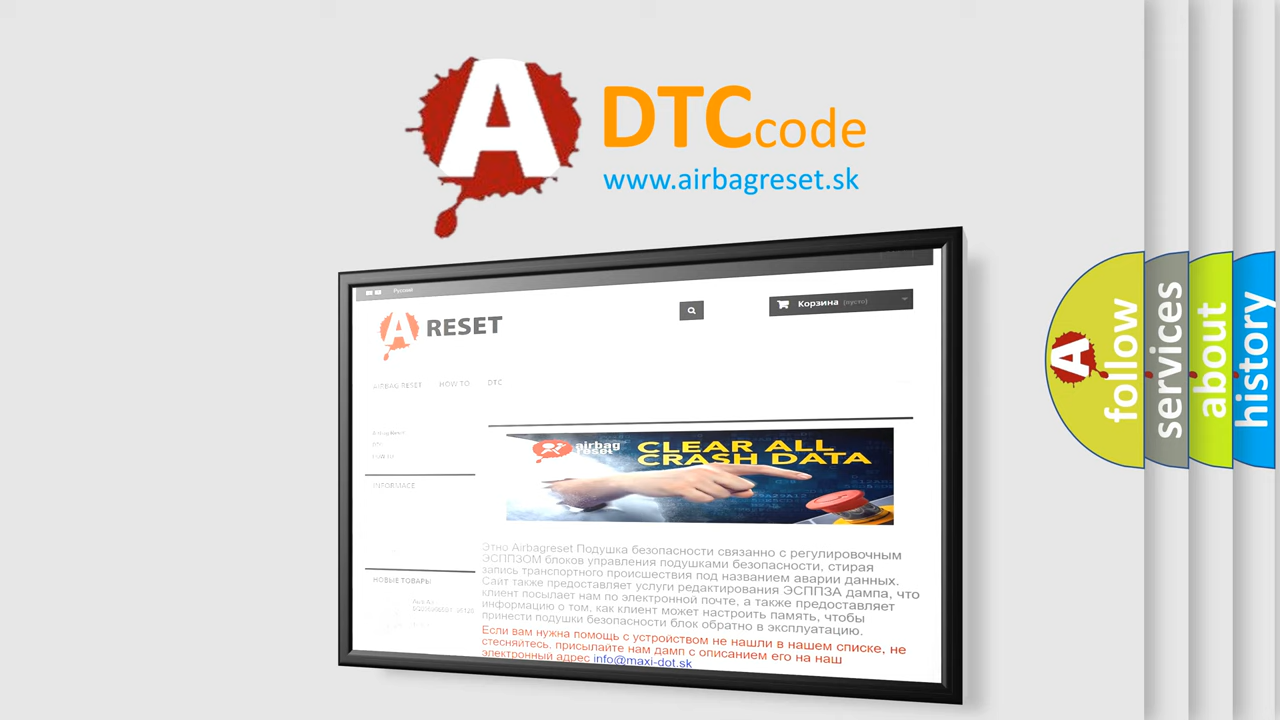 A
DTCcode
www.airbagreset.sk
Русский
A RESET
Корзина (пусто)
AIRBAG RESET HOW TO DTC
INFORMACE
airbag
reset
CLEAR ALL
CRASH DATA
Этно Airbagreset Подушка безопасности связанно с регулировочным
ЭСППЗОМ блоков управления подушками безопасности, стирая
запись транспортного происшествия под названием аварии данных.
Сайт также предоставляет услуги редактирования ЭСППЗА дампа, что
клиент посылает нам по электронной почте, а также предоставляет
информацию о том, как клиент может настроить память, чтобы
принести подушки безопасности блок обратно в эксплуатацию.
Если вам нужна помощь с устройством не нашли в нашем списке, не
стесняйтесь, присылайте нам дамп с описанием его на наш
электронный адрес info@maxi-dot.sk
НОВЫЕ ТОВАРЫ
A
follow
services
about
history